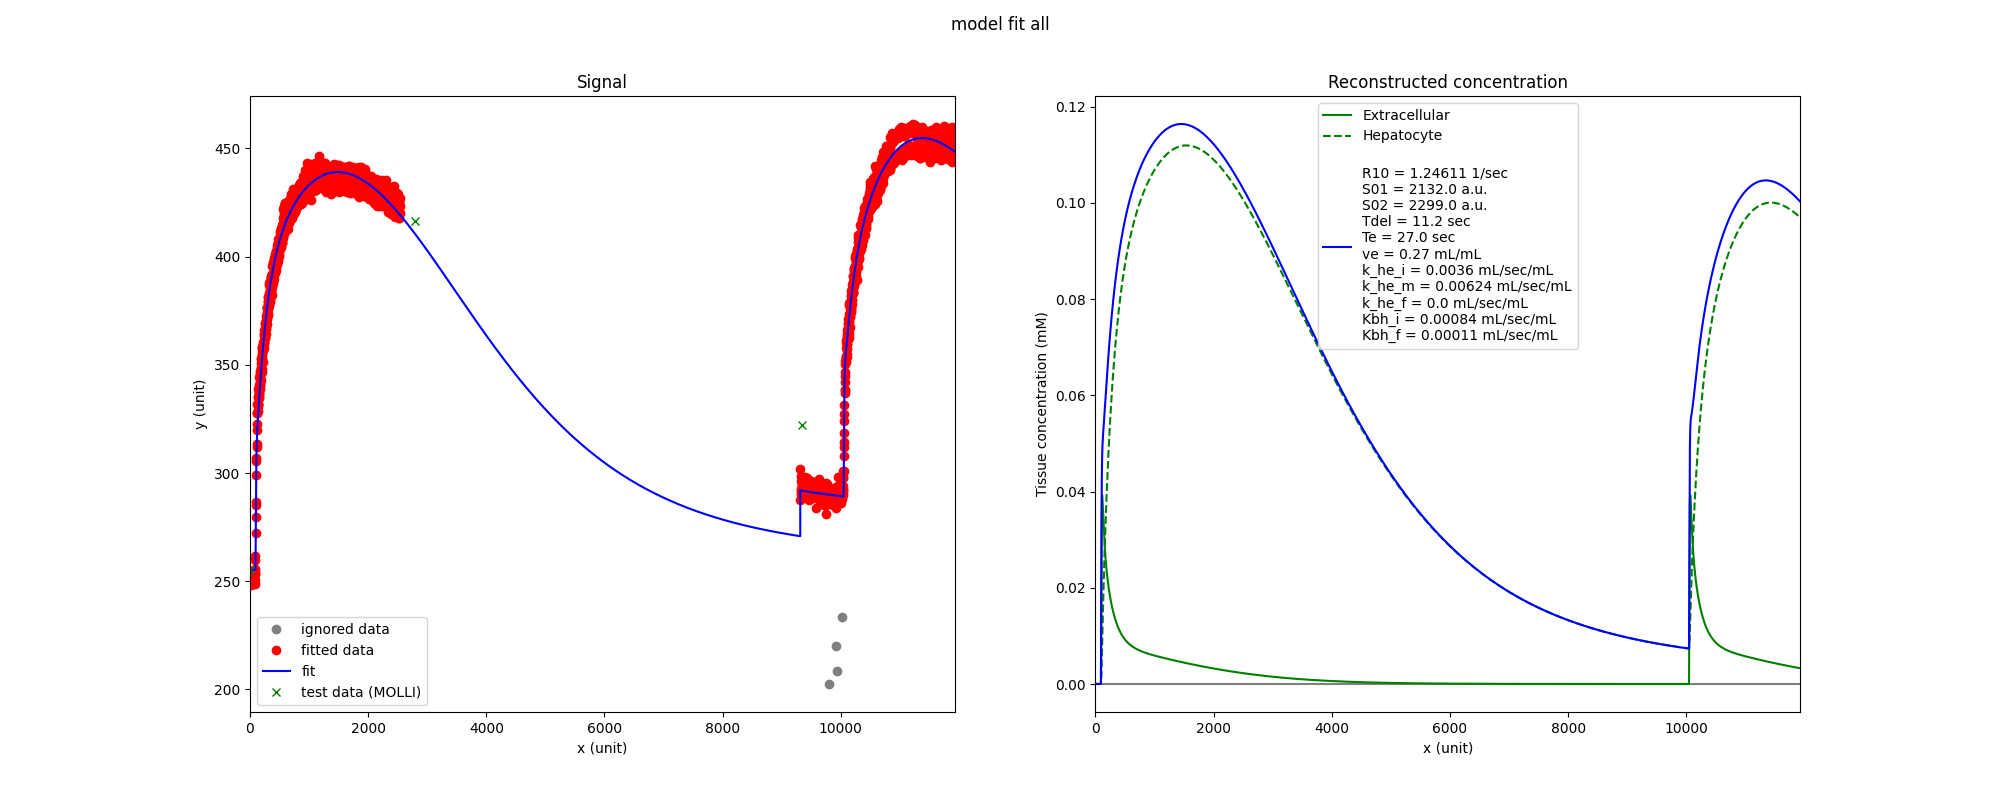 model fit all
Signal
y (unit)
450
400
350
300
250
200
0
2000
4000
6000
8000
10000
x (unit)
ignored data
fitted data
fit
test data (MOLLI)
Reconstructed concentration
Tissue concentration (mM)
0.12
0.10
0.08
0.06
0.04
0.02
0.00
0
2000
4000
6000
8000
10000
x (unit)
Extracellular
Hepatocyte
R10 = 1.24611 1/sec
S01 = 2132.0 a.u.
S02 = 2299.0 a.u.
Tdel = 11.2 sec
Te = 27.0 sec
ve = 0.27 mL/mL
k_he_i = 0.0036 mL/sec/mL
k_he_m = 0.00624 mL/sec/mL
k_he_f = 0.0 mL/sec/mL
Kbh_i = 0.00084 mL/sec/mL
Kbh_f = 0.00011 mL/sec/mL